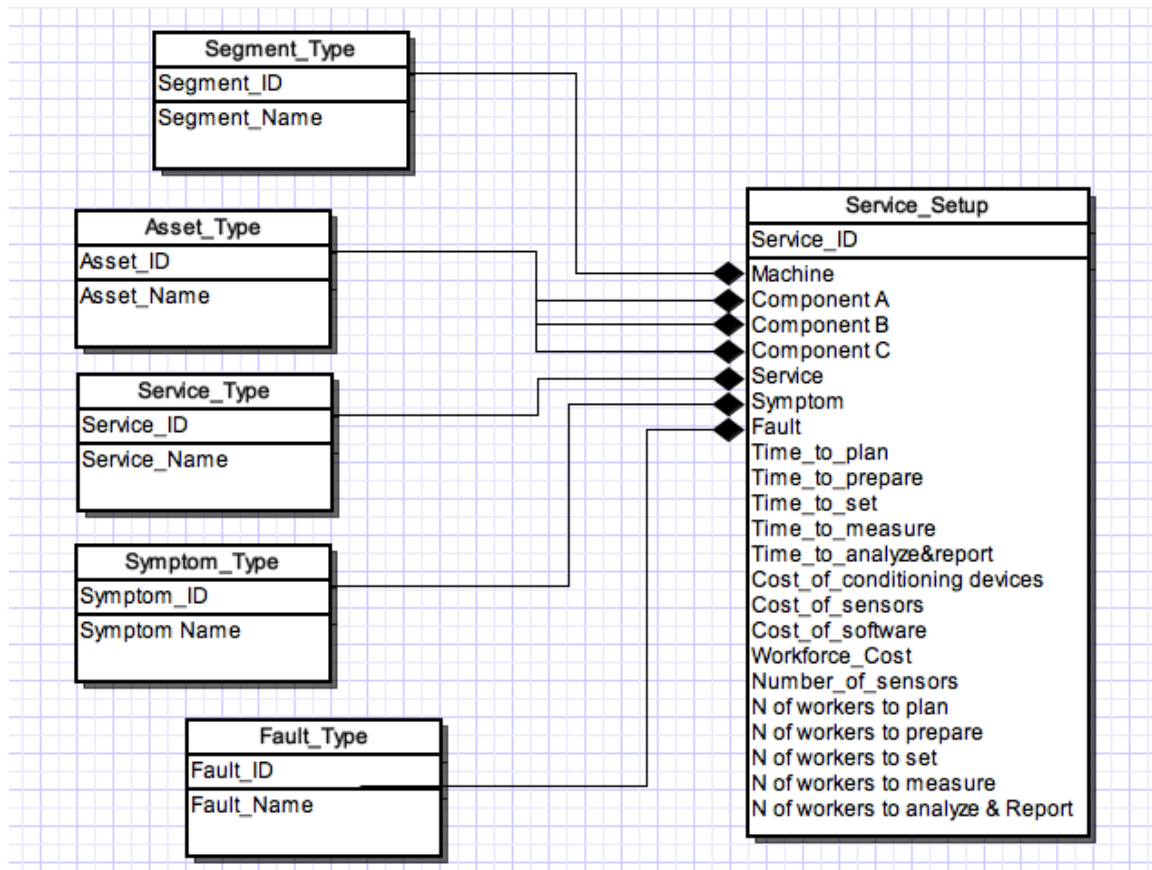 Segment_Type
Segment_ID
Segment_Name
Asset_Type
Asset_ID
Asset_Name
Service_Type
Service_ID
Service_Name
Symptom_Type
Symptom_ID
Symptom Name
Fault_Type
Fault_ID
Fault_Name
Service_Setup
Service_ID
Machine
Component A
Component B
Component C
Service
Symptom
Fault
Time_to_plan
Time_to_prepare
Time_to_set
Time_to_measure
Time_to_analyze&report
Cost_of_conditioning devices
Cost_of_sensors
Cost_of_software
Workforce_Cost
Number_of_sensors
N of workers to plan
N of workers to prepare
N of workers to set
N of workers to measure
N of workers to analyze & Report